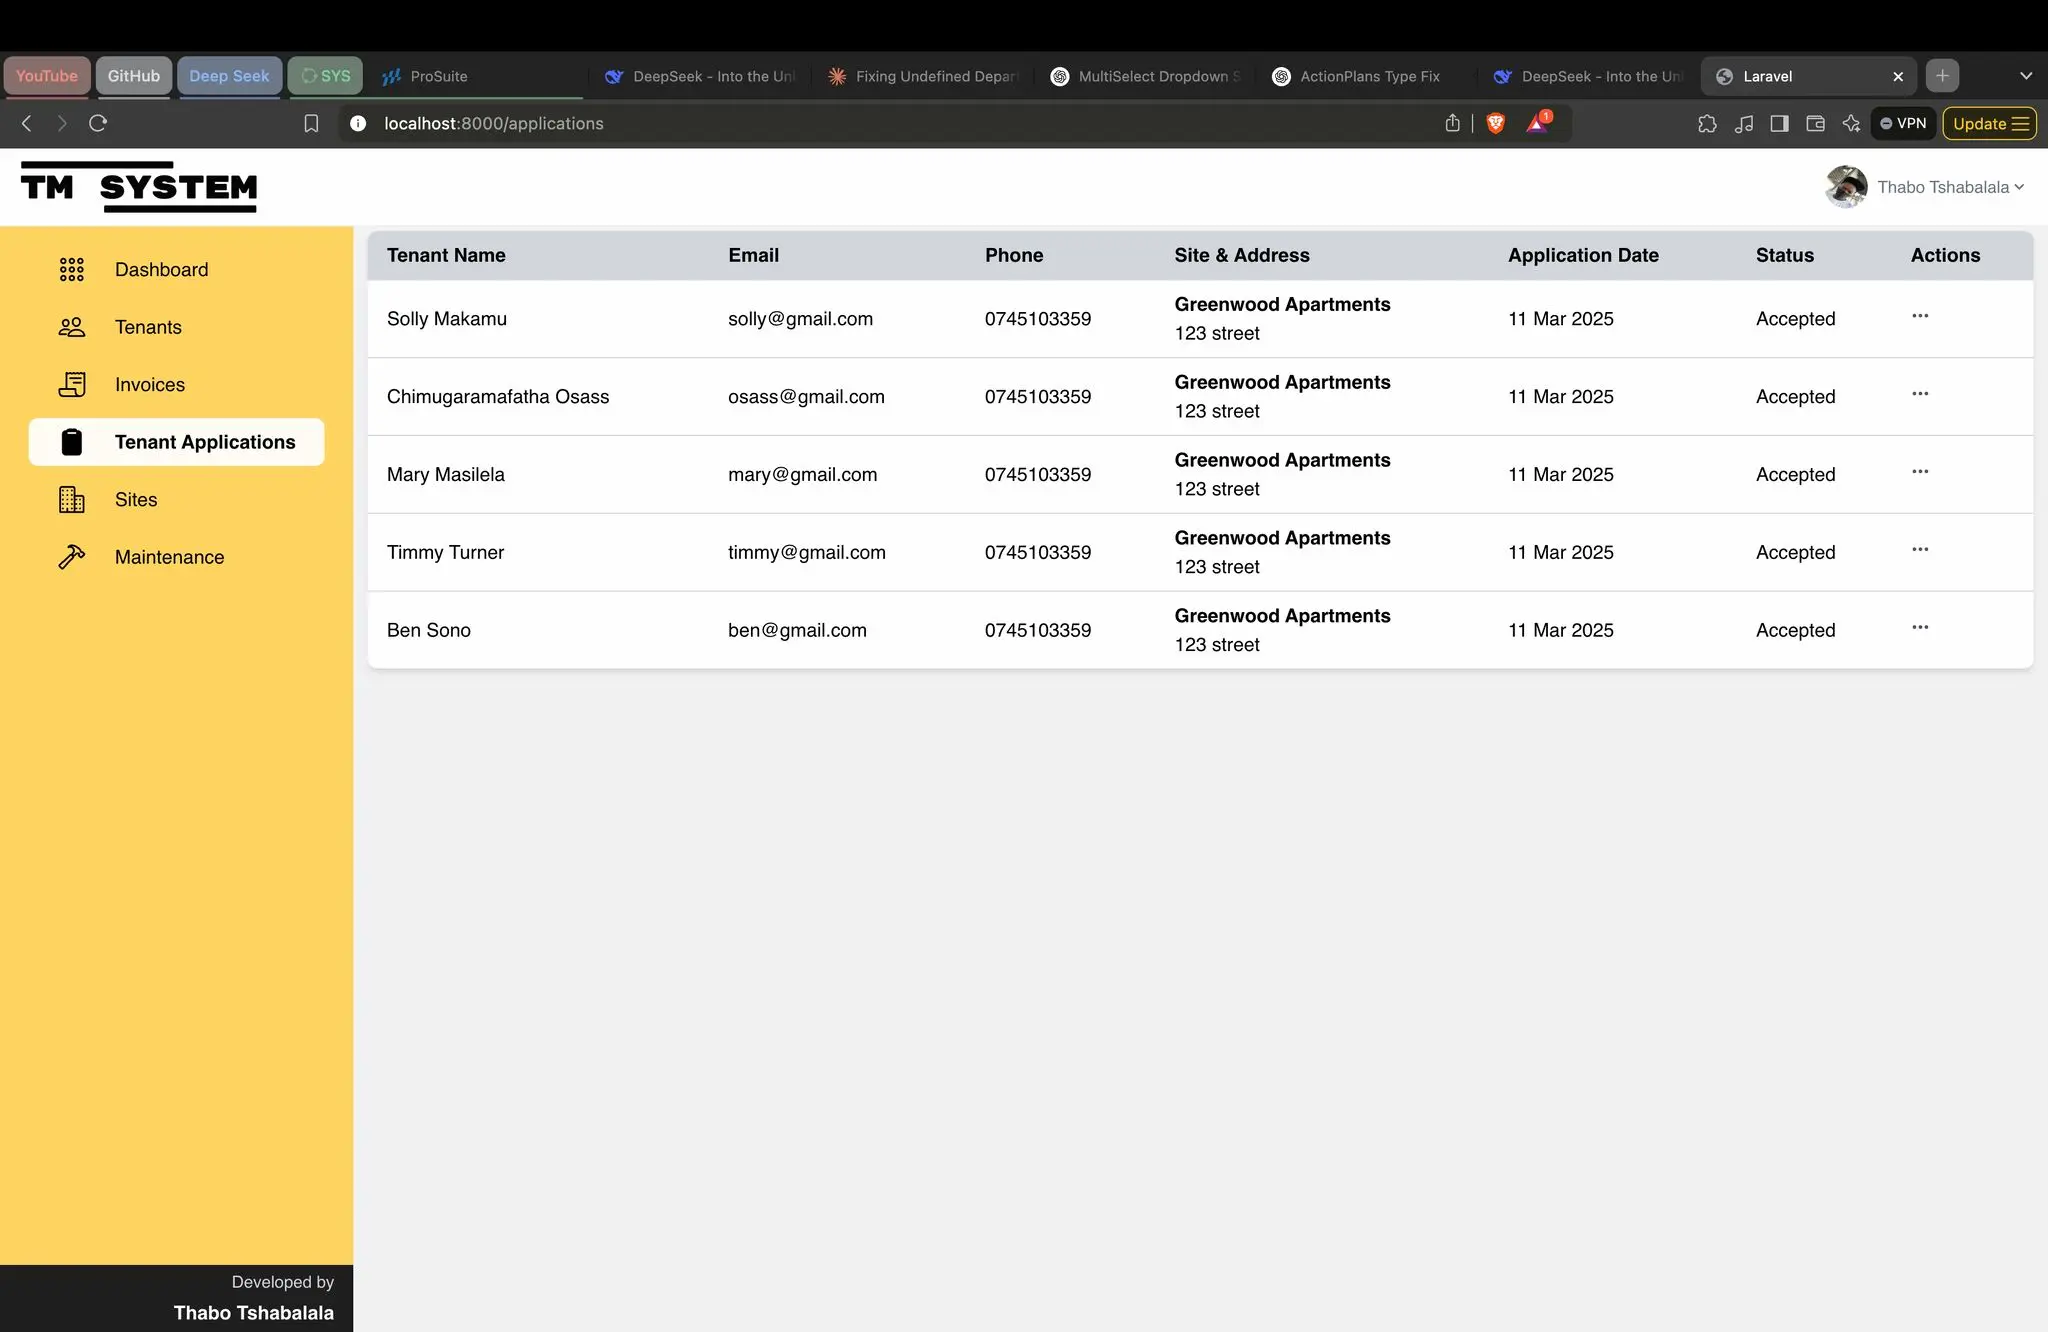 YouTube GitHub Deep Seek SYS ProSuite DeepSeek - Into the Un Fixing Undefined Depar MultiSelect Dropdown S ActionPlans Type Fix DeepSeek - Into the Un Laravel
localhost:8000/applications 1 VPN Update
TM SYSTEM
Thabo Tshabalala
Dashboard
Tenants
Invoices
Tenant Applications
Sites
Maintenance
Tenant Name Email Phone Site & Address Application Date Status Actions
Solly Makamu solly@gmail.com 0745103359 Greenwood Apartments 11 Mar 2025 Accepted ...
123 street
Chimugaramafatha Osass osass@gmail.com 0745103359 Greenwood Apartments 11 Mar 2025 Accepted ...
123 street
Mary Masilela mary@gmail.com 0745103359 Greenwood Apartments 11 Mar 2025 Accepted ...
123 street
Timmy Turner timmy@gmail.com 0745103359 Greenwood Apartments 11 Mar 2025 Accepted ...
123 street
Ben Sono ben@gmail.com 0745103359 Greenwood Apartments 11 Mar 2025 Accepted ...
123 street
Developed by
Thabo Tshabalala